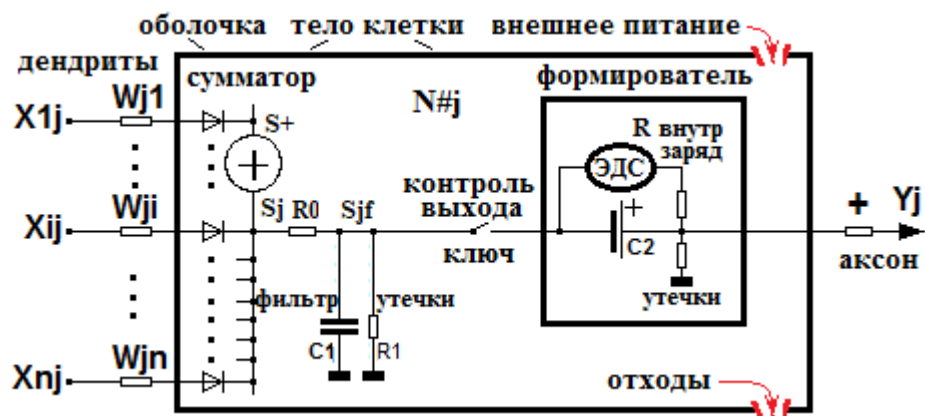 оболочка тело клетки внешнее питание
дендриты
сумматор
формирователь
N#j
X1j
Wj1
S+
+
R внутр
заряд
ЭДС
контроль
выхода
ключ
Xij
Wji
Sj R0 Sjf
+
C2
+ Yj
аксон
фильтр
утечки
утечки
C1
R1
Xnj
Wjn
отходы